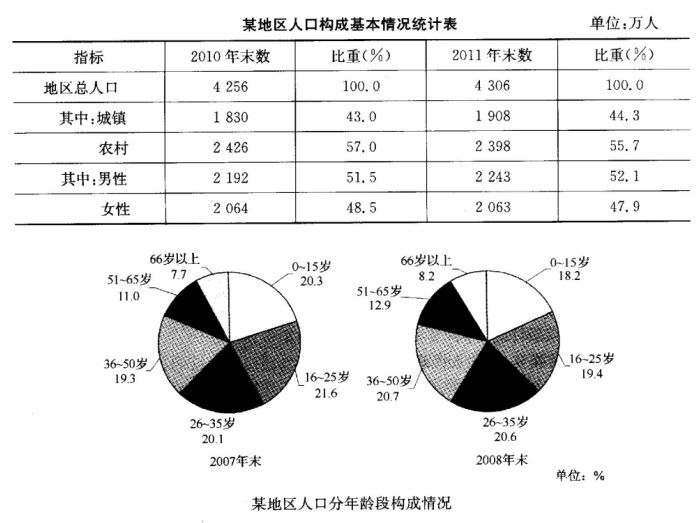 某地区人口构成基本情况统计表 单位:万人
指标 2010 年末数 比重(%) 2011 年末数 比重(%)
地区总人口 4 256 100.0 4 306 100.0
其中:城镇 1 830 43.0 1 908 44.3
农村 2 426 57.0 2 398 55.7
其中:男性 2 192 51.5 2 243 52.1
女性 2 064 48.5 2 063 47.9
66岁以上
7.7
0~15岁
20.3
51~65岁
11.0
36~50岁
19.3
16~25岁
21.6
26~35岁
20.1
2007年末
66岁以上
8.2
0~15岁
18.2
51~65岁
12.9
36~50岁
20.7
16~25岁
19.4
26~35岁
20.6
2008年末
单位: %
某地区人口分年龄段构成情况